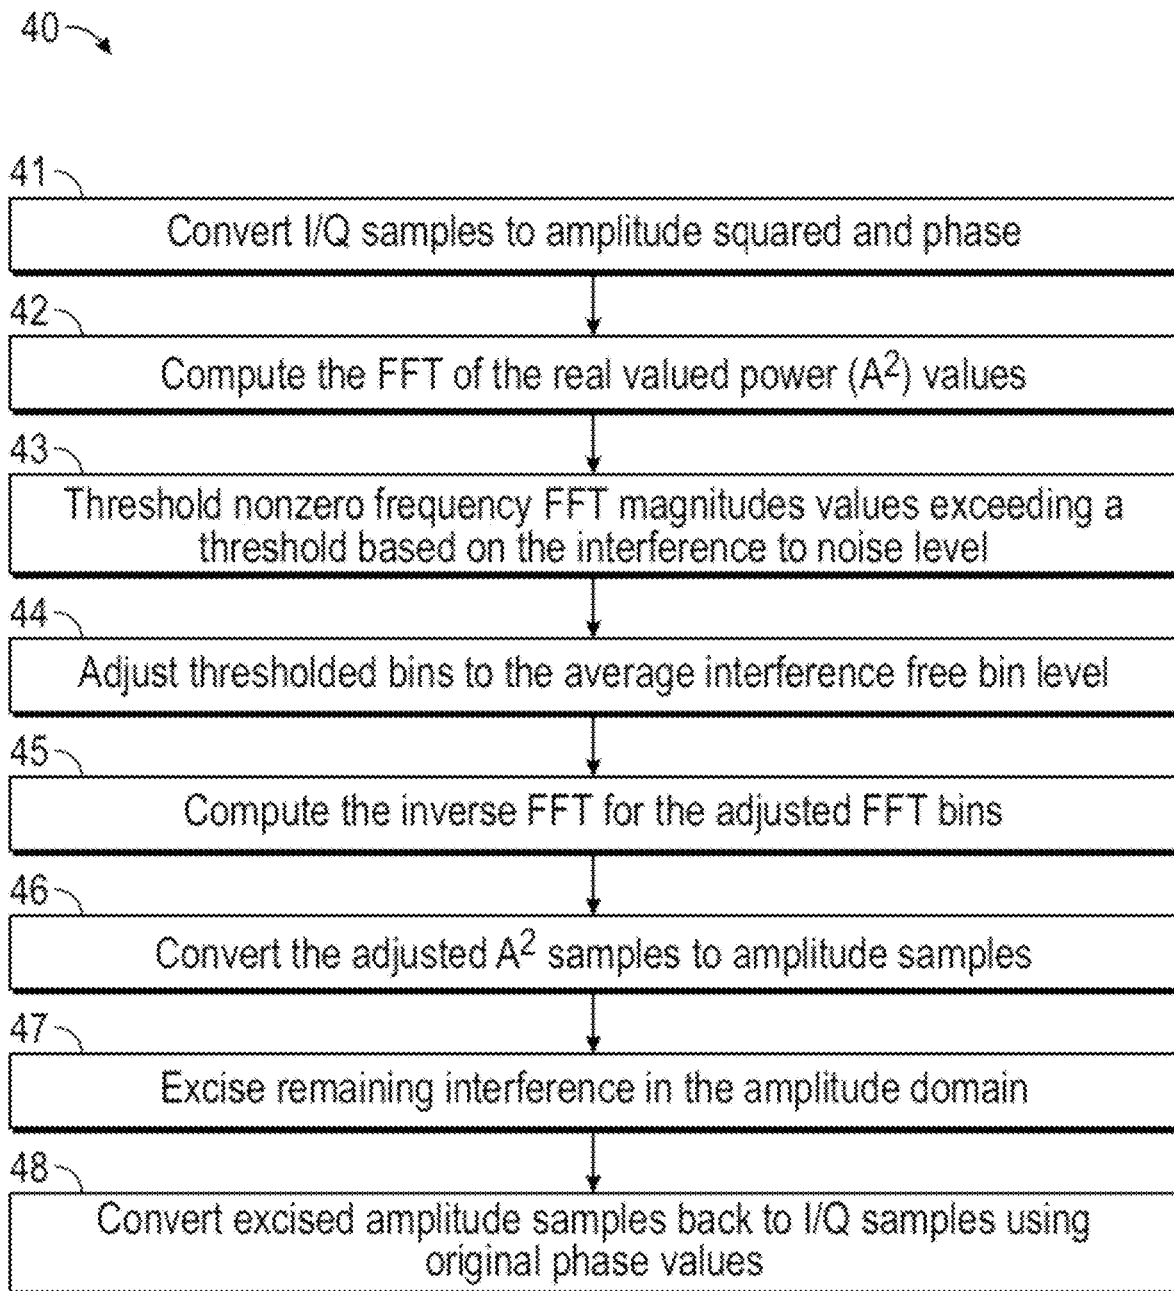 40
41
Convert I/Q samples to amplitude squared and phase
42
Compute the FFT of the real valued power (A²) values
43
Threshold nonzero frequency FFT magnitudes values exceeding a
threshold based on the interference to noise level
44
Adjust thresholded bins to the average interference free bin level
45
Compute the inverse FFT for the adjusted FFT bins
46
Convert the adjusted A² samples to amplitude samples
47
Excise remaining interference in the amplitude domain
48
Convert excised amplitude samples back to I/Q samples using
original phase values